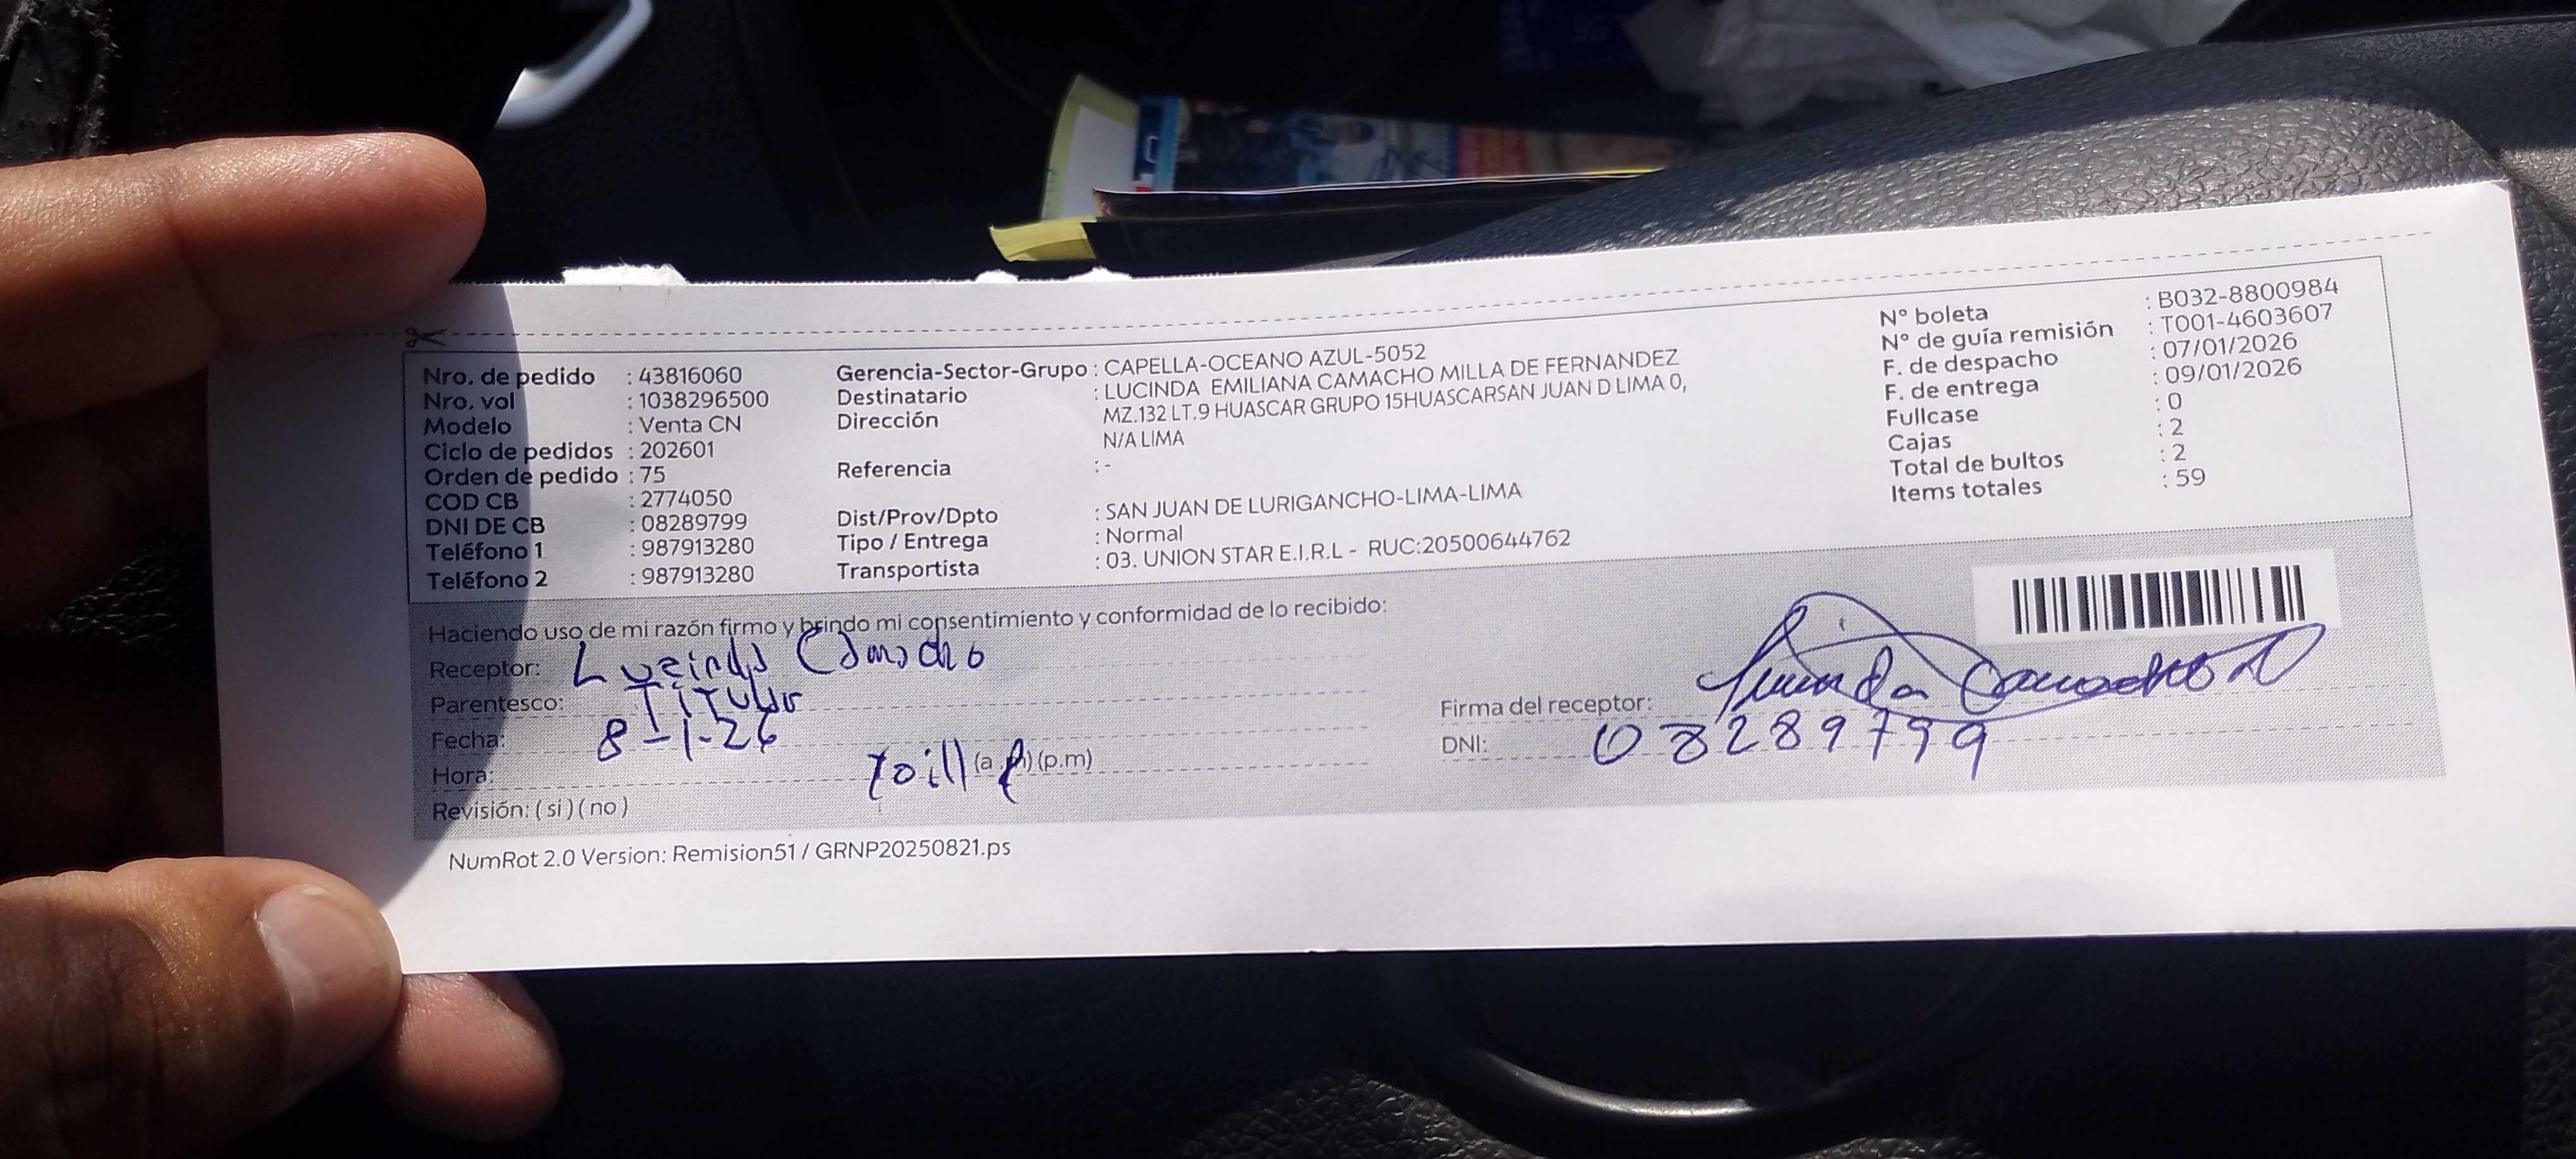 Nro. de pedido : 43816060
Nro. vol : 1038296500
Modelo : Venta CN
Ciclo de pedidos : 202601
Orden de pedido : 75
COD CB : 2774050
DNI DE CB : 08289799
Teléfono 1 : 987913280
Teléfono 2 : 987913280
Gerencia-Sector-Grupo : CAPELLA-OCEANO AZUL-5052
Destinatario : LUCINDA EMILIANA CAMACHO MILLA DE FERNANDEZ
Dirección MZ.132 LT.9 HUASCAR GRUPO 15HUASCARSAN JUAN D LIMA 0,
N/A LIMA
Referencia : -
Dist/Prov/Dpto : SAN JUAN DE LURIGANCHO-LIMA-LIMA
Tipo / Entrega : Normal
Transportista : 03. UNION STAR E.I.R.L - RUC:20500644762
N° boleta : B032-8800984
N° de guía remisión : T001-4603607
F. de despacho : 07/01/2026
F. de entrega : 09/01/2026
Fullcase : 0
Cajas : 2
Total de bultos : 2
Items totales : 59
Haciendo uso de mi razón firmo y brindo mi consentimiento y conformidad de lo recibido:
Receptor: Lucinda Camacho
Parentesco: Titular
Fecha: 8-1-26
Hora: 10:11 (p.m)
Revisión: ( si ) ( no )
Firma del receptor: Lucinda Camacho
DNI: 08289799
NumRot 2.0 Version: Remision51 / GRNP20250821.ps